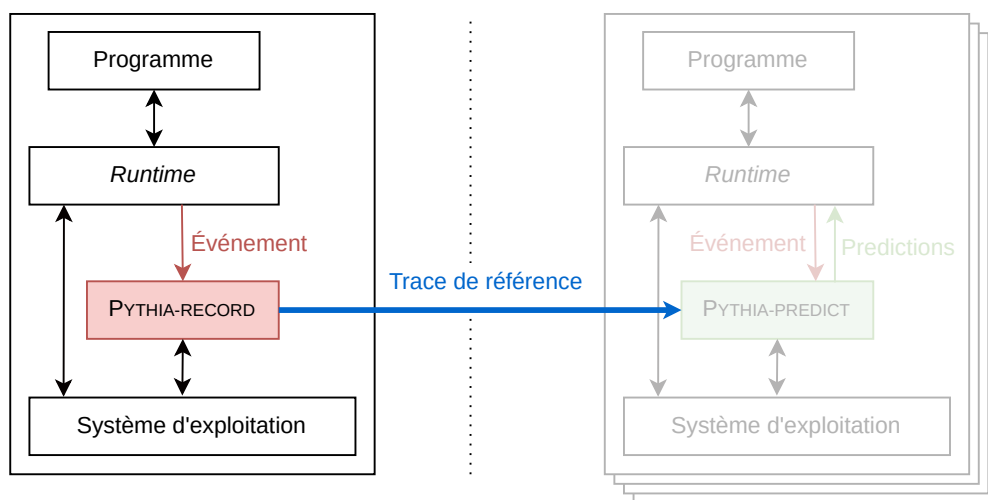 Programme
Runtime
Événement
PYTHIA-RECORD
Système d'exploitation
Trace de référence
Programme
Runtime
Événement
Predictions
PYTHIA-PREDICT
Système d'exploitation